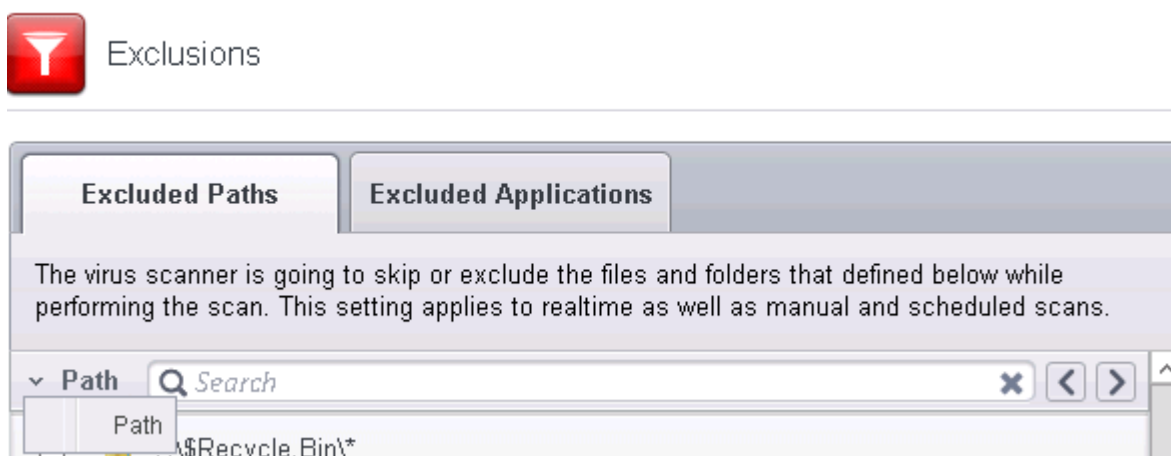 Exclusions
Excluded Paths
Excluded Applications
The virus scanner is going to skip or exclude the files and folders that defined below while
performing the scan. This setting applies to realtime as well as manual and scheduled scans.
Path Search
Path
\$Recycle.Bin\*